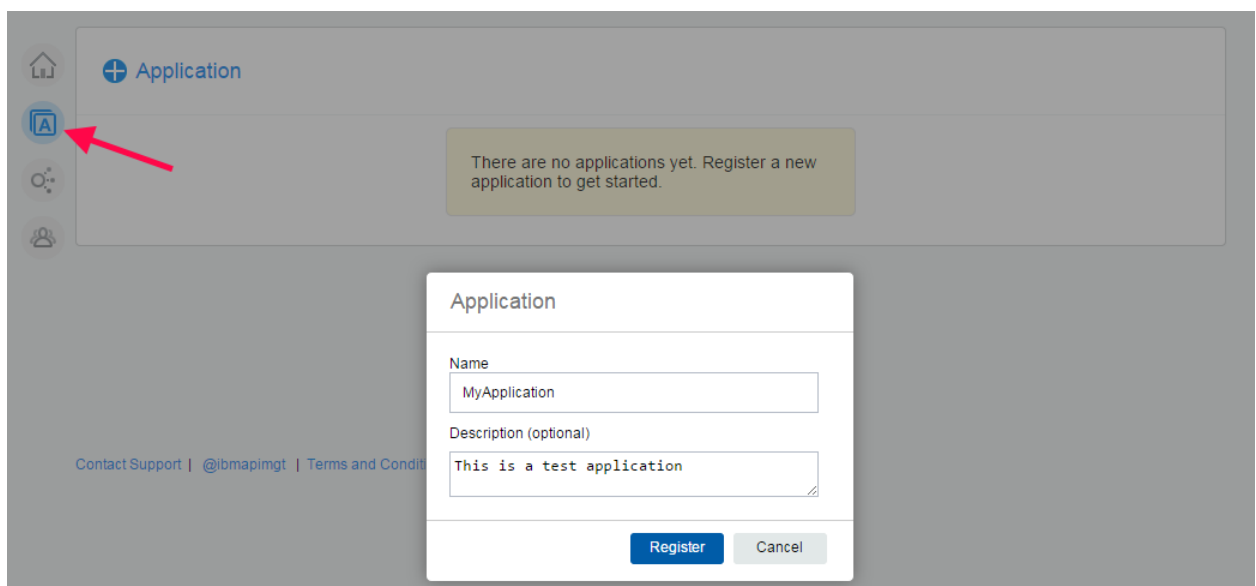 Application
A
There are no applications yet. Register a new
application to get started.
Application
Name
MyApplication
Description (optional)
This is a test application
Contact Support | @ibmapimgt | Terms and Conditi
Register Cancel